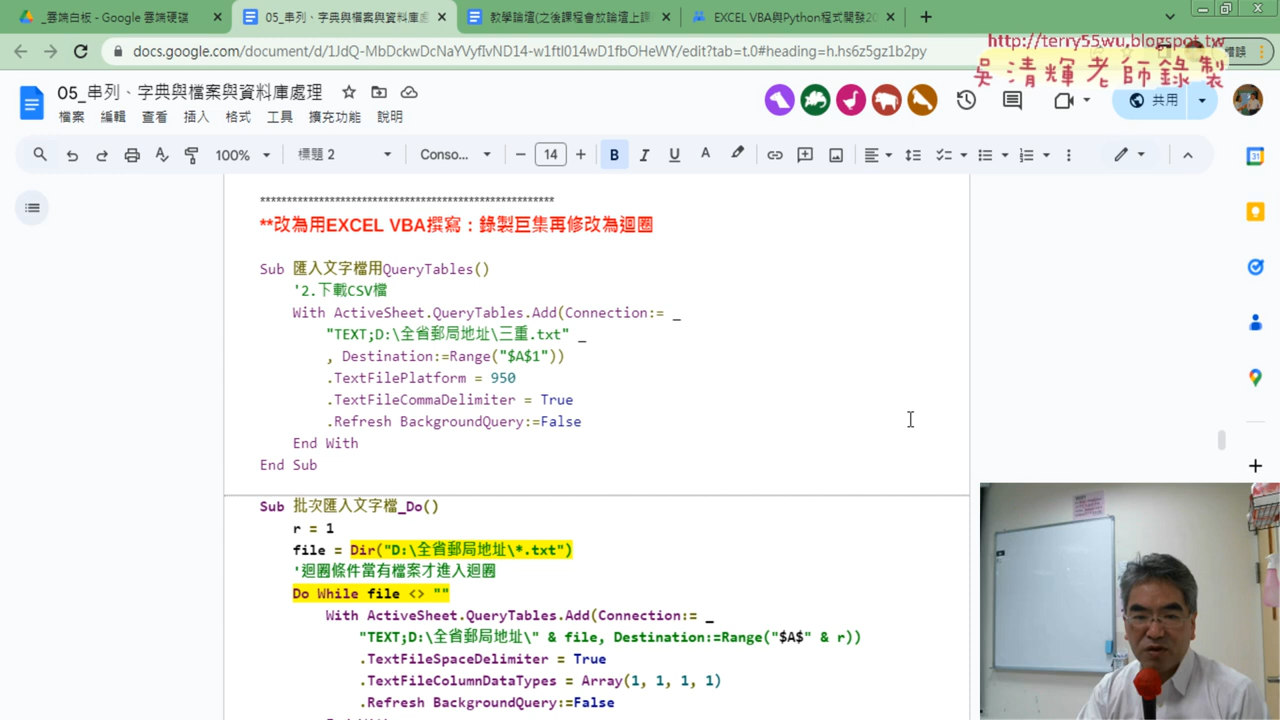 _雲端白板 - Google 雲端硬碟
05_串列、字典與檔案與資料庫處
教學論壇(之後課程會放論壇上課
EXCEL VBA與Python程式開發20
docs.google.com/document/d/1JdQ-MbDckwDcNaYVyfIvND14-w1ftl014wD1fbOHeWY/edit?tab=t.0#heading=h.hs6z5gz1b2py
http://terry55wu.blogspot.tw
吳清輝老師錄製
05_串列、字典與檔案與資料庫處理
檔案 編輯 查看 插入 格式 工具 擴充功能 說明
共用
100% 標題 2 Conso... 14 B I U A
*******************************************************
**改為用EXCEL VBA撰寫：錄製巨集再修改為迴圈
Sub 匯入文字檔用QueryTables()
'2.下載CSV檔
With ActiveSheet.QueryTables.Add(Connection:= _
"TEXT;D:\全省郵局地址\三重.txt" _
, Destination:=Range("$A$1"))
.TextFilePlatform = 950
.TextFileCommaDelimiter = True
.Refresh BackgroundQuery:=False
End With
End Sub
Sub 批次匯入文字檔_Do()
r = 1
file = Dir("D:\全省郵局地址\*.txt")
'迴圈條件當有檔案才進入迴圈
Do While file <> ""
With ActiveSheet.QueryTables.Add(Connection:= _
"TEXT;D:\全省郵局地址\" & file, Destination:=Range("$A$" & r))
.TextFileSpaceDelimiter = True
.TextFileColumnDataTypes = Array(1, 1, 1, 1)
.Refresh BackgroundQuery:=False